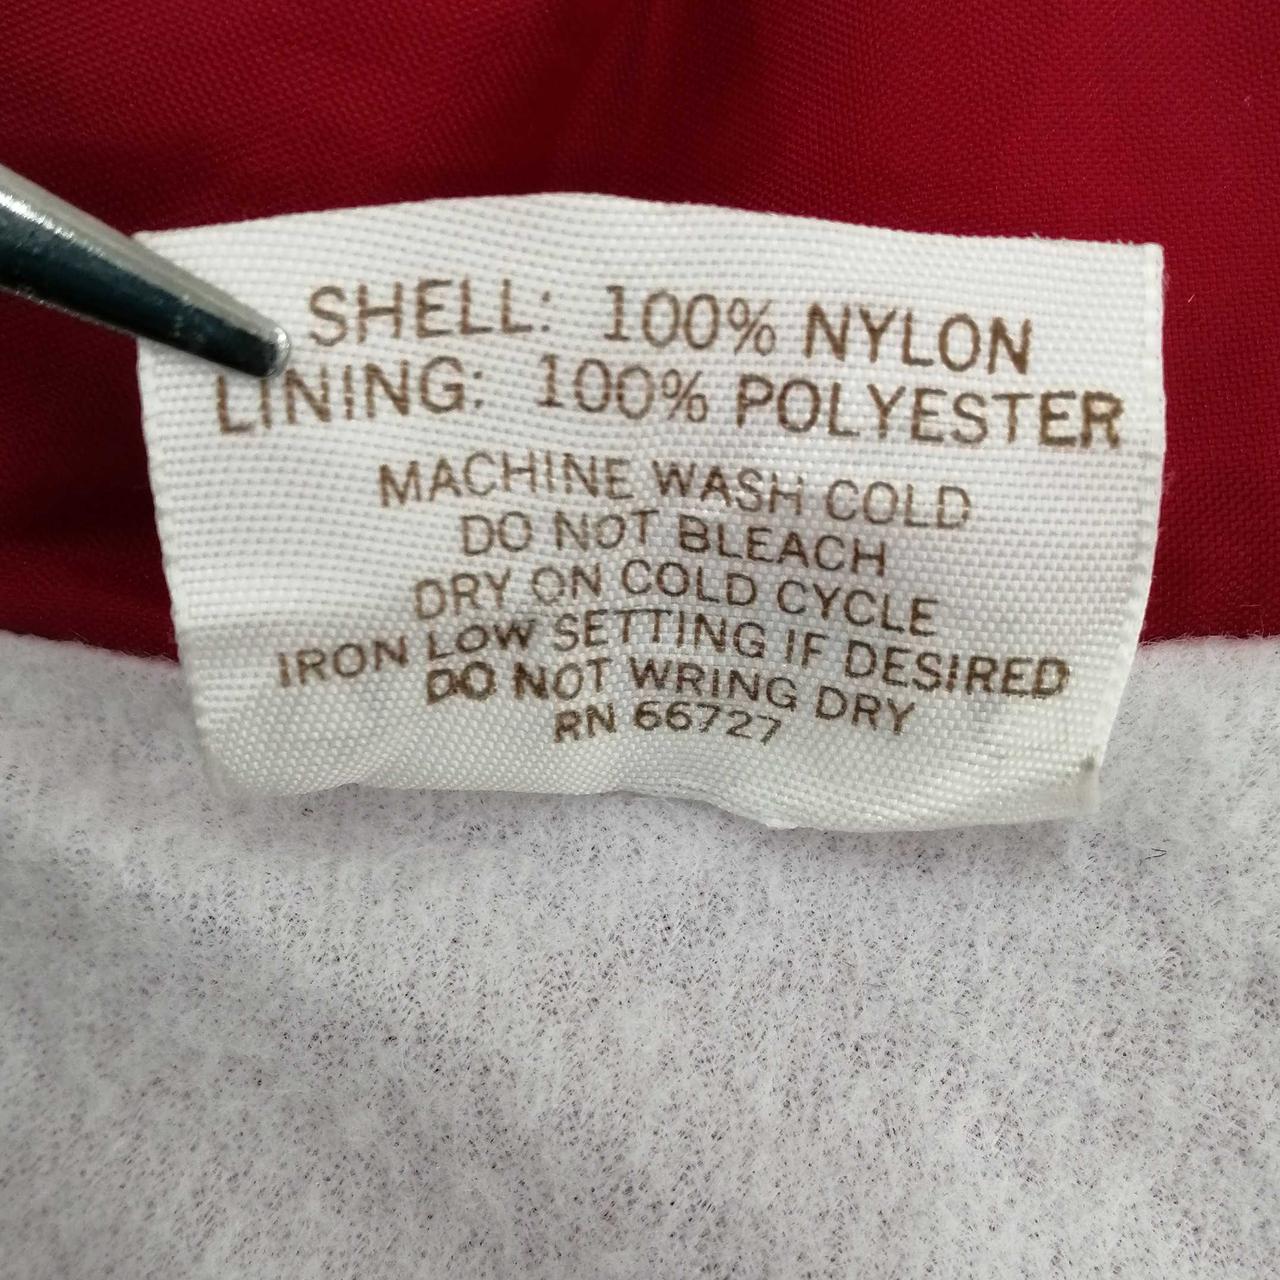 SHELL: 100% NYLON
LINING: 100% POLYESTER
MACHINE WASH COLD
DO NOT BLEACH
DRY ON COLD CYCLE
IRON LOW SETTING IF DESIRED
DO NOT WRING DRY
RN 66727